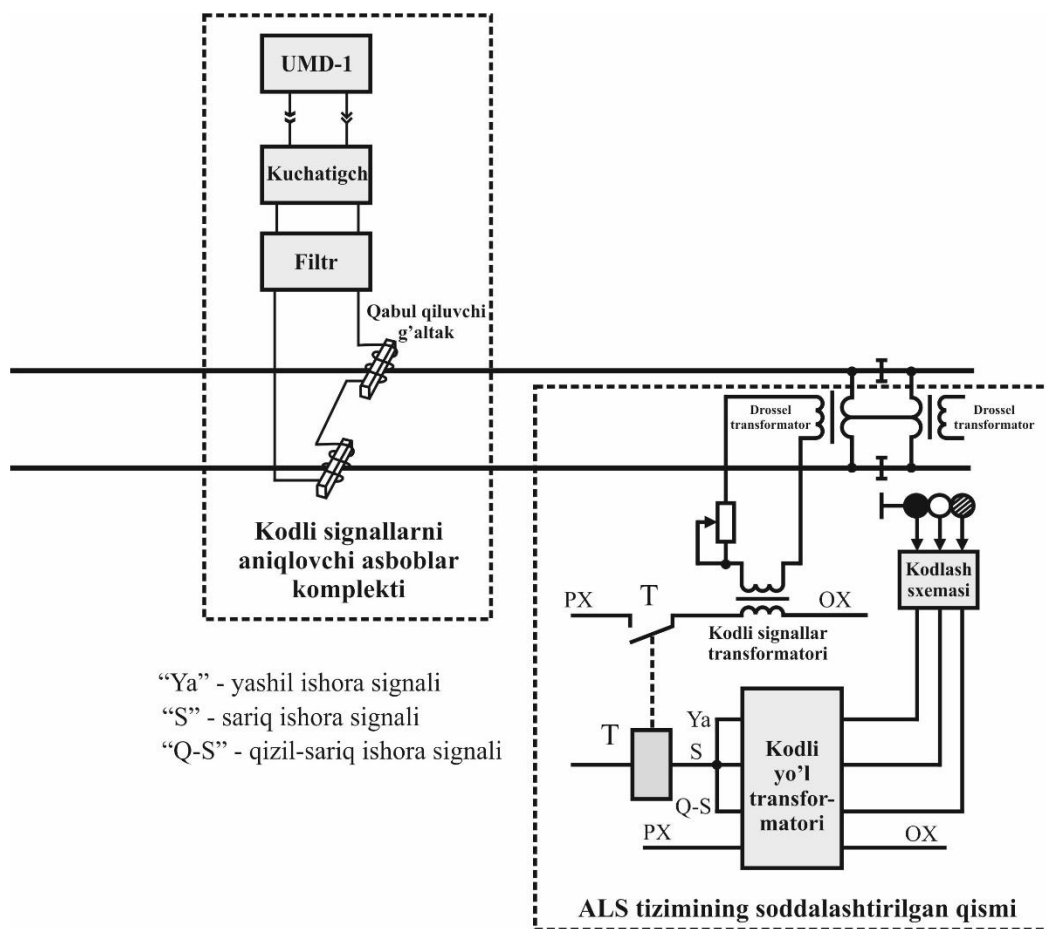 UMD-1
Kuchatigch
Filtr
Qabul qiluvchi
g'altak
Kodli signallarni
aniqlovchi asboblar
komplekti
“Ya” - yashil ishora signali
“S” - sariq ishora signali
“Q-S” - qizil-sariq ishora signali
Drossel
transformator
Drossel
transformator
Kodlash
sxemasi
PX
T
OX
Kodli signallar
transformatori
T
Ya
S
Q-S
Kodli
yo'l
transfor-
matori
PX
OX
ALS tizimining soddalashtirilgan qismi